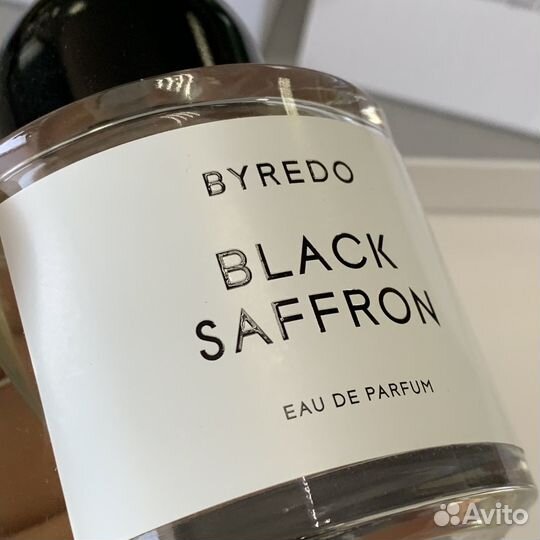 BYREDO
BLACK
SAFFRON
EAU DE PARFUM
Avito